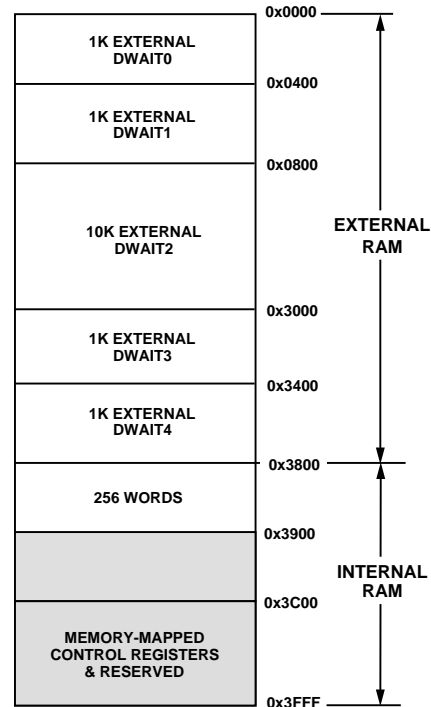 0x0000
1K EXTERNAL
DWAIT0
0x0400
1K EXTERNAL
DWAIT1
0x0800
10K EXTERNAL
DWAIT2
EXTERNAL
RAM
0x3000
1K EXTERNAL
DWAIT3
0x3400
1K EXTERNAL
DWAIT4
0x3800
256 WORDS
0x3900
INTERNAL
RAM
0x3C00
MEMORY-MAPPED
CONTROL REGISTERS
& RESERVED
0x3FFF